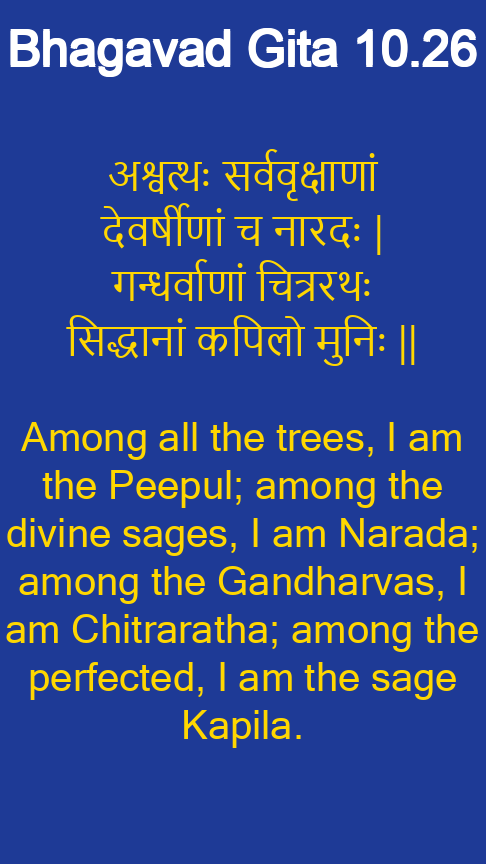 Bhagavad Gita 10.26
अश्वत्थः सर्ववृक्षाणां
देवर्षीणां च नारदः |
गन्धर्वाणां चित्ररथः
सिद्धानां कपिलो मुनिः ||
Among all the trees, I am
the Peepul; among the
divine sages, I am Narada;
among the Gandharvas, I
am Chitraratha; among the
perfected, I am the sage
Kapila.